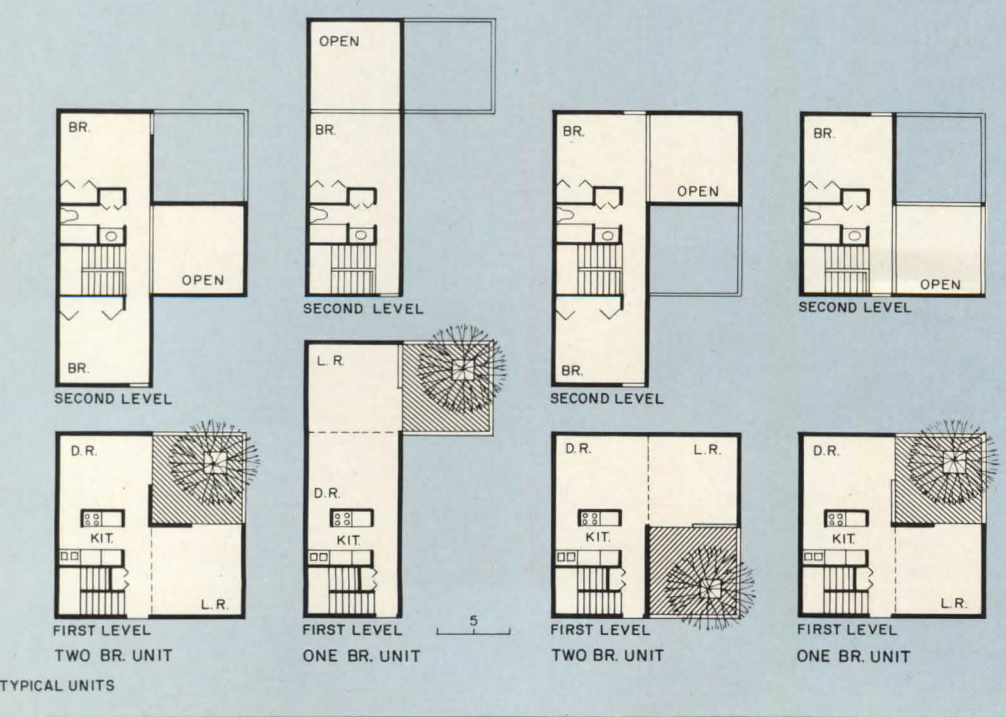 BR.
OPEN
BR.
SECOND LEVEL
D.R.
KIT.
L.R.
FIRST LEVEL
TWO BR. UNIT
OPEN
BR.
SECOND LEVEL
L. R.
D.R.
KIT.
FIRST LEVEL
ONE BR. UNIT
5
BR.
OPEN
BR.
SECOND LEVEL
D.R.
L.R.
KIT.
FIRST LEVEL
TWO BR. UNIT
BR.
OPEN
SECOND LEVEL
D.R.
KIT.
L.R.
FIRST LEVEL
ONE BR. UNIT
TYPICAL UNITS